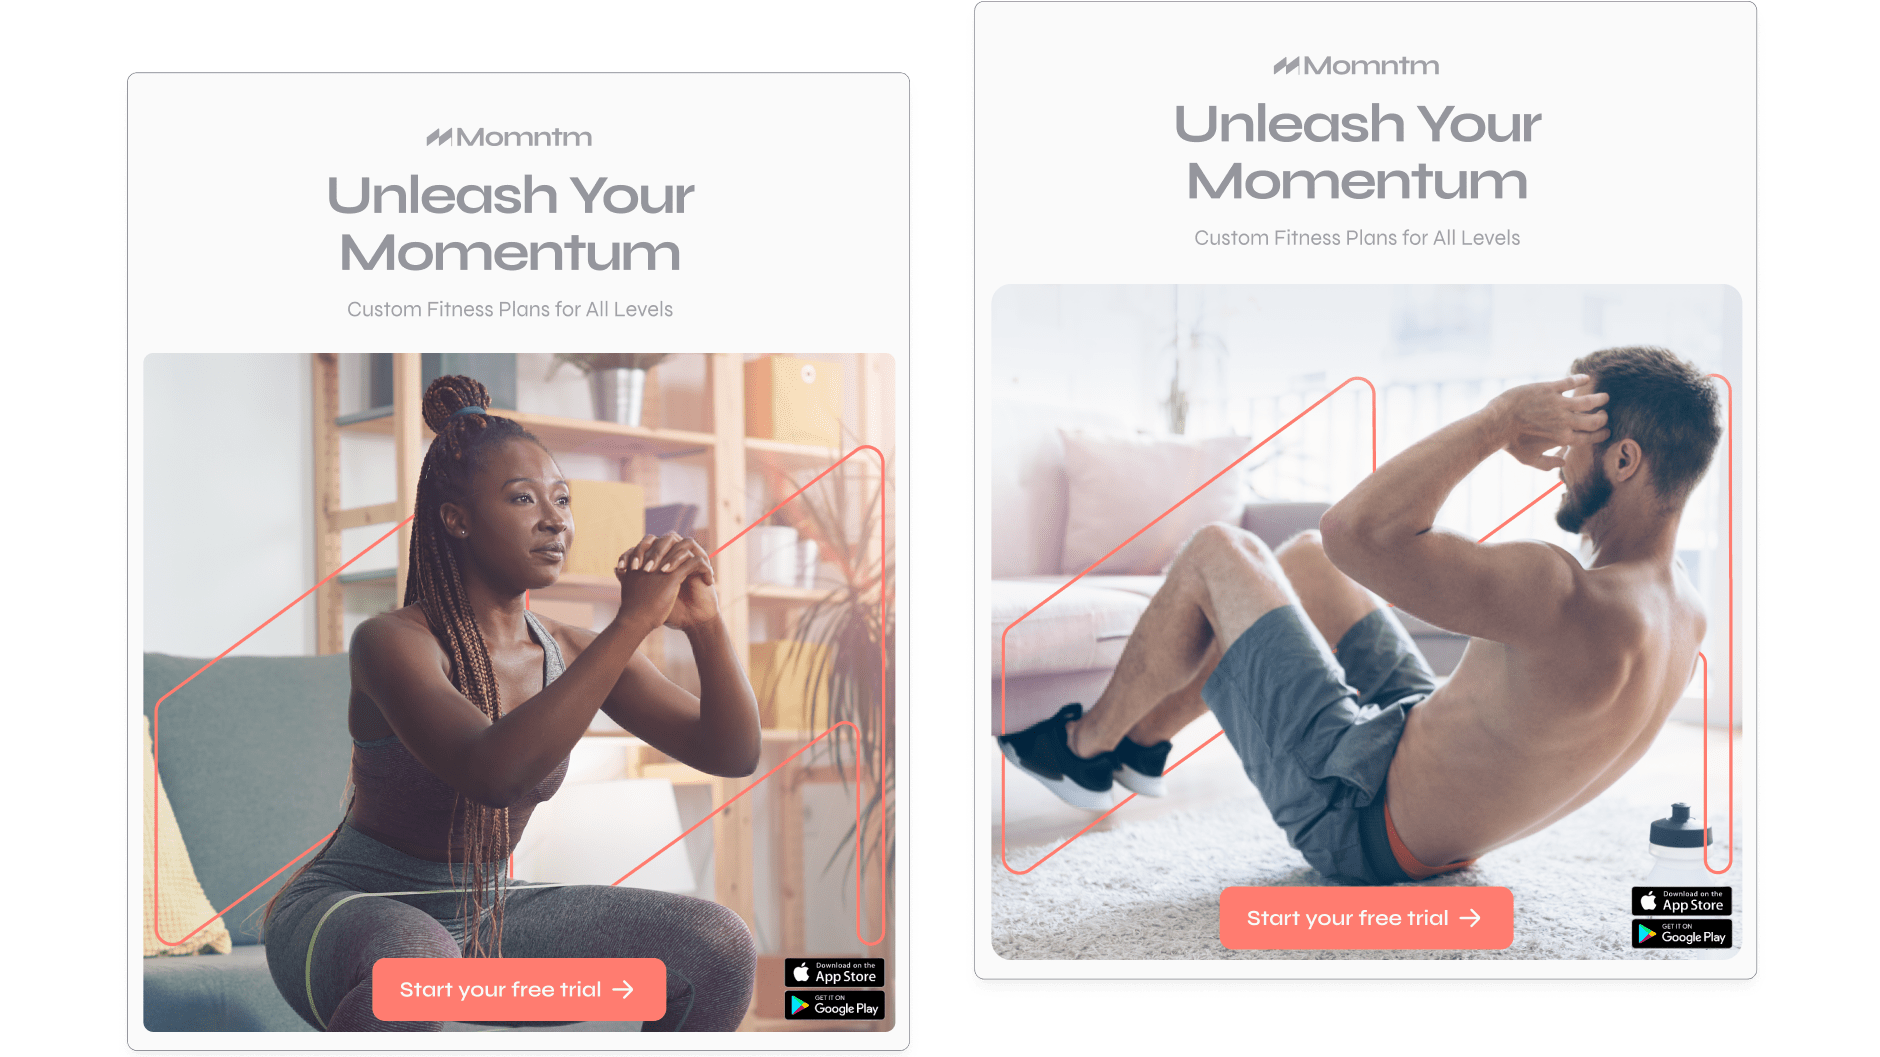 Momntm
Unleash Your
Momentum
Custom Fitness Plans for All Levels
Start your free trial
Download on the
App Store
GET IT ON
Google Play
Momntm
Unleash Your
Momentum
Custom Fitness Plans for All Levels
Start your free trial
Download on the
App Store
GET IT ON
Google Play